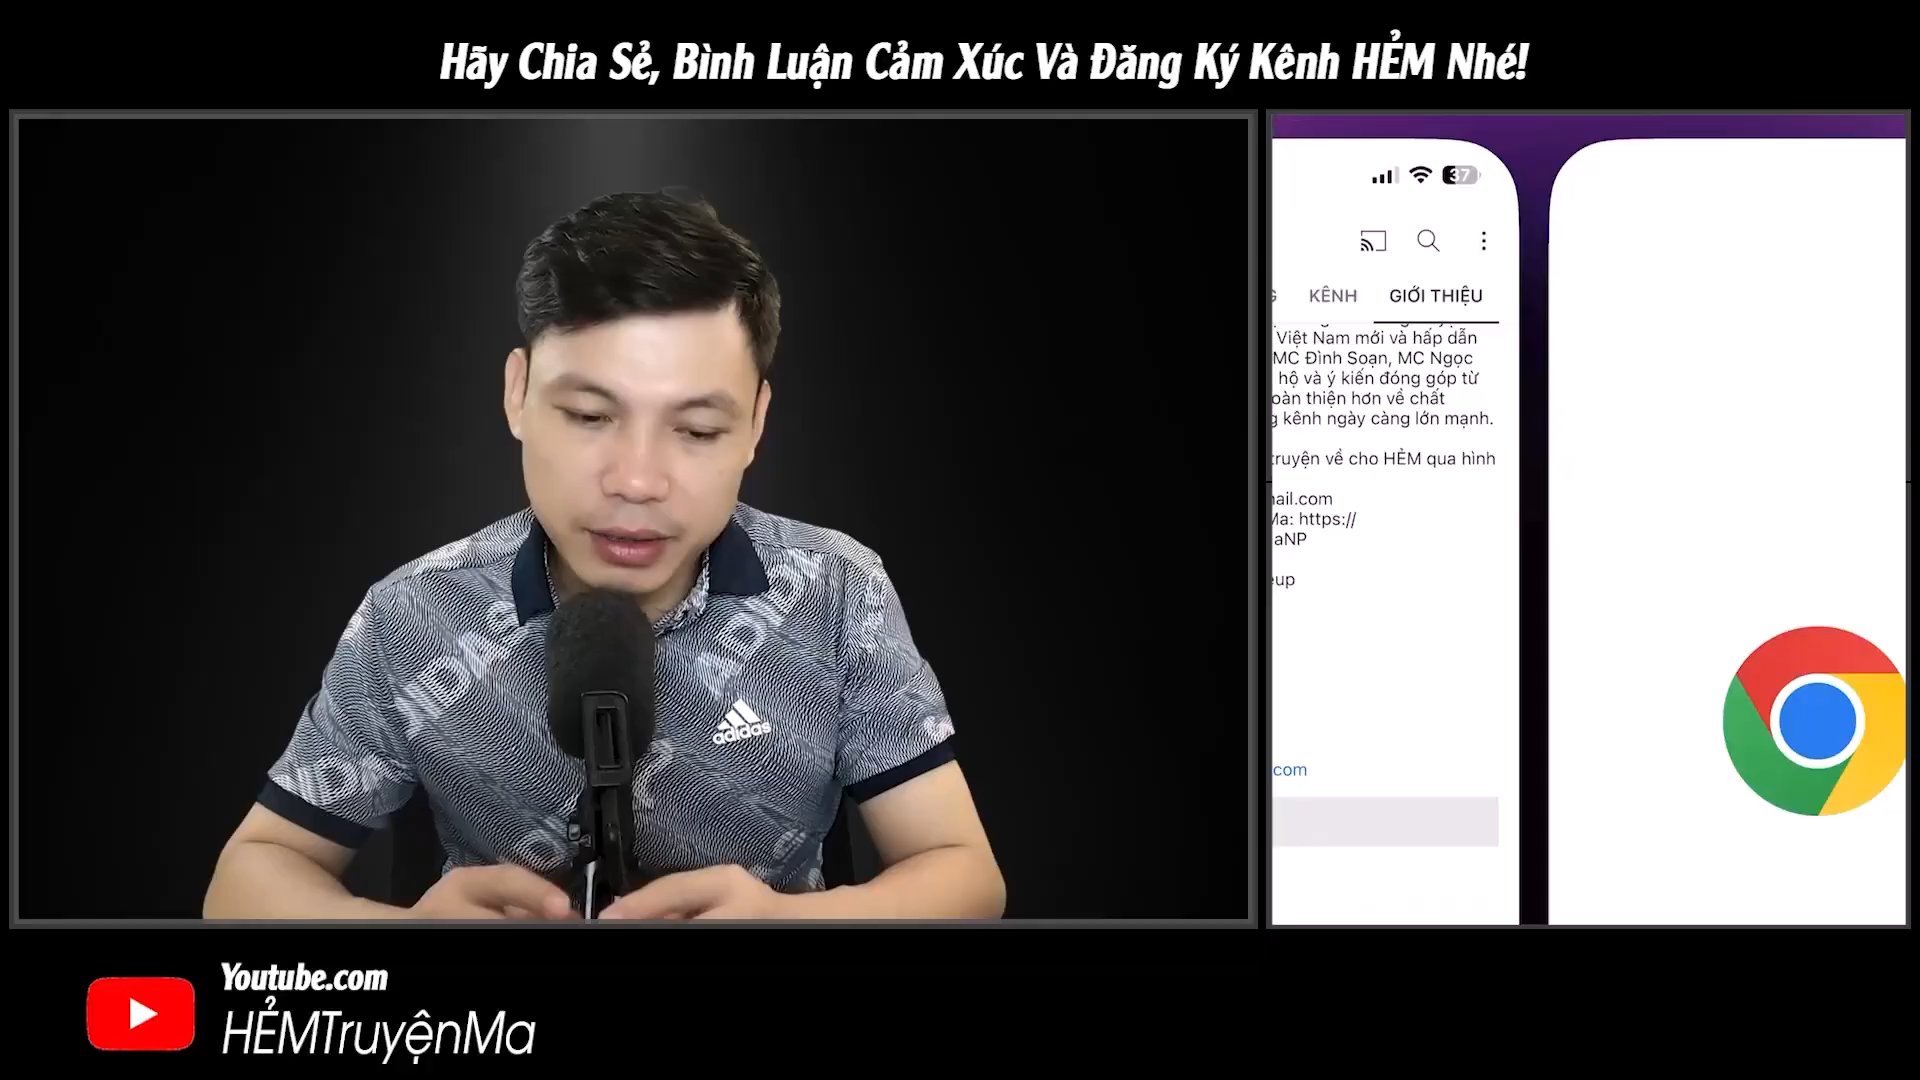 Hãy Chia Sẻ, Bình Luận Cảm Xúc Và Đăng Ký Kênh HẺM Nhé!
37
KÊNH GIỚI THIỆU
Việt Nam mới và hấp dẫn
MC Đình Soạn, MC Ngọc
hộ và ý kiến đóng góp từ
oàn thiện hơn về chất
g kênh ngày càng lớn mạnh.
truyện về cho HẺM qua hình
mail.com
Ma: https://
aNP
eup
.com
adidas
Youtube.com
HẺMTruyệnMa